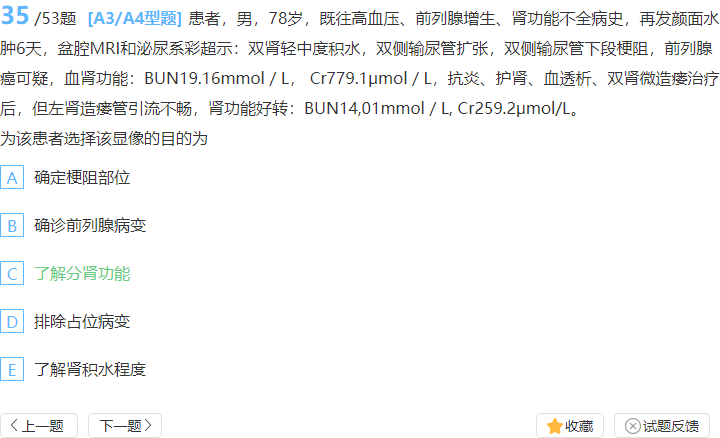 35 /53题 [A3/A4型题] 患者，男，78岁，既往高血压、前列腺增生、肾功能不全病史，再发颜面水
肿6天，盆腔MRI和泌尿系彩超示：双肾轻中度积水，双侧输尿管扩张，双侧输尿管下段梗阻，前列腺
癌可疑，血肾功能：BUN19.16mmol / L， Cr779.1μmol / L，抗炎、护肾、血透析、双肾微造瘘治疗
后，但左肾造瘘管引流不畅，肾功能好转：BUN14,01mmol / L, Cr259.2μmol/L。
为该患者选择该显像的目的为
A 确定梗阻部位
B 确诊前列腺病变
C 了解分肾功能
D 排除占位病变
E 了解肾积水程度
上一题 下一题 收藏 试题反馈